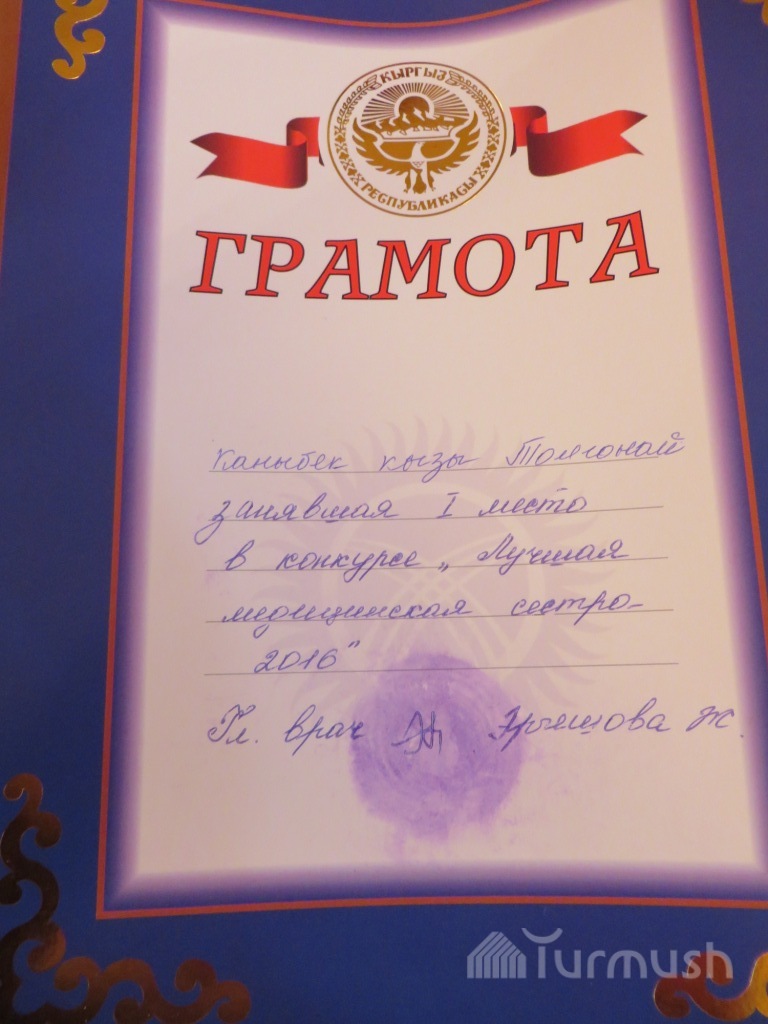 КЫРГЫЗ
РЕСПУБЛИКАСЫ
ГРАМОТА
Каныбек кызы Толгонай
занявшая I место
в конкурсе „Лучшая
медицинская сестра-
2016"
Гл. врач Ж.
Turmush